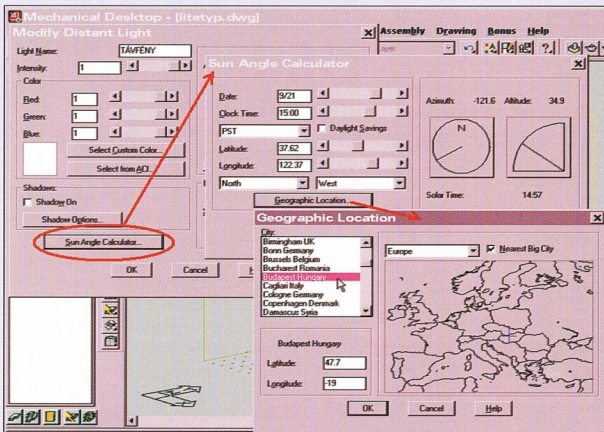 Mechanical Desktop - [litetyp.dwg]
Modify Distant Light
Assembly Drawing Bonus Help
Light Name: TÁVFÉNY
Intensity: 1
Color
Red: 1
Green: 1
Blue: 1
Select Custom Color...
Select from ACI...
Shadows:
Shadow On
Shadow Options...
Sun Angle Calculator...
OK Cancel
Sun Angle Calculator
Date: 9/21
Clock Time: 15:00
PST Daylight Savings
Latitude: 37.62
Longitude: 122.37
North West
Geographic Location...
Azimuth: -121.6 Altitude: 34.9
N
Solar Time: 14:57
Geographic Location
City:
Birmingham UK
Bonn Germany
Brussels Belgium
Bucharest Romania
Budapest Hungary
Cagliari Italy
Cologne Germany
Copenhagen Denmark
Damascus Syria
Europe Nearest Big City
Budapest Hungary
Latitude: 47.7
Longitude: -19
OK Cancel Help